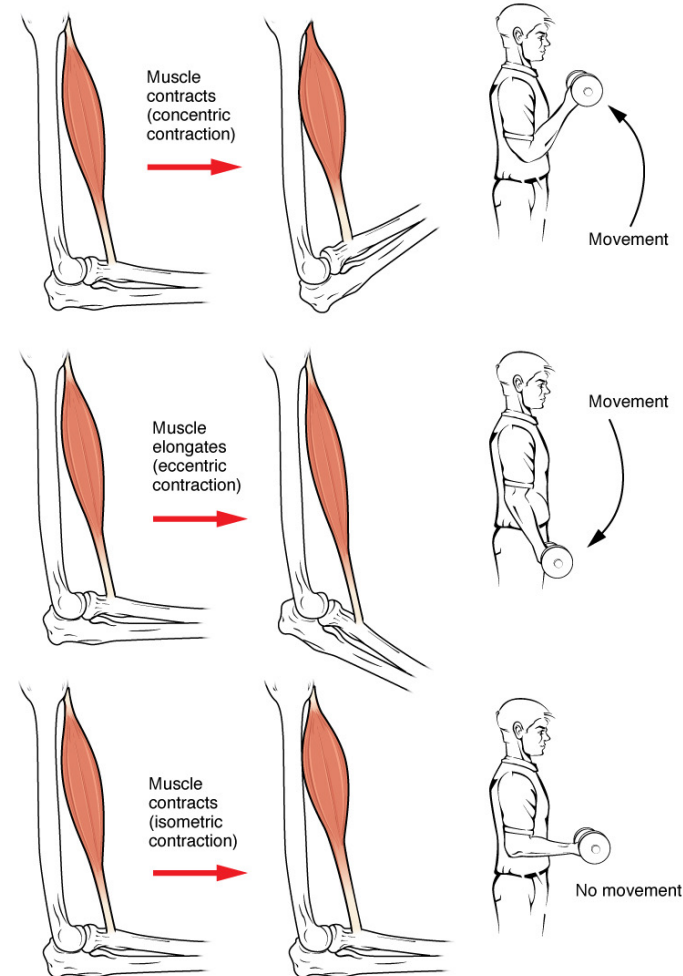 Muscle
contracts
(concentric
contraction)
Movement
Muscle
elongates
(eccentric
contraction)
Movement
Muscle
contracts
(isometric
contraction)
No movement